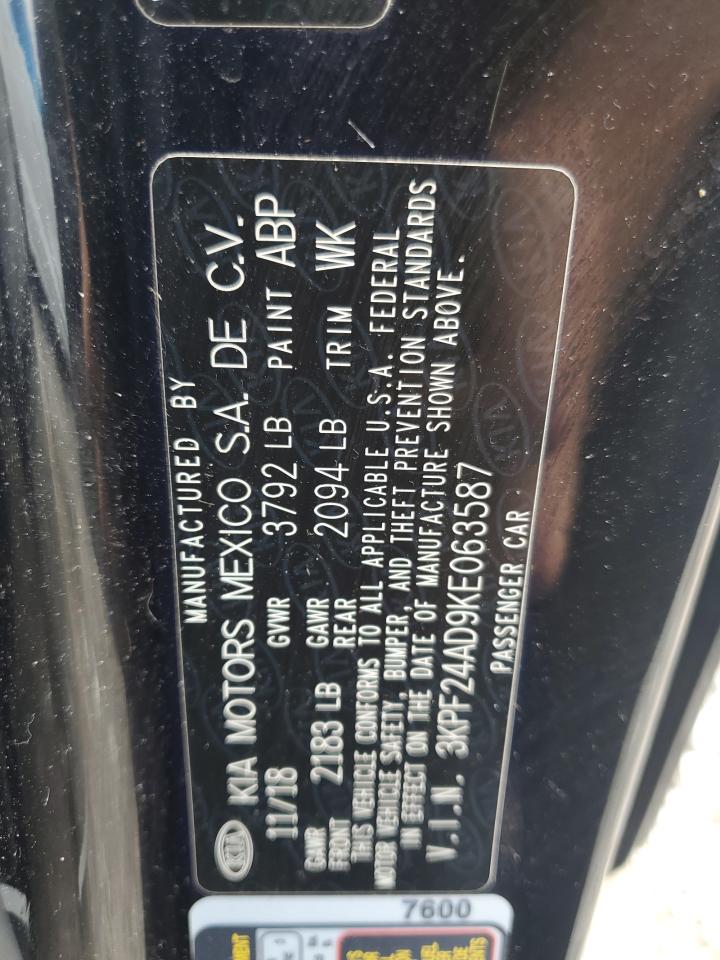 MANUFACTURED BY
KIA KIA MOTORS MEXICO S.A. DE C.V.
11/18 GVWR 3792 LB PAINT ABP
GAWR FRONT 2183 LB GAWR REAR 2094 LB TRIM WK
THIS VEHICLE CONFORMS TO ALL APPLICABLE U.S.A. FEDERAL
MOTOR VEHICLE SAFETY, BUMPER, AND THEFT PREVENTION STANDARDS
IN EFFECT ON THE DATE OF MANUFACTURE SHOWN ABOVE.
V.I.N. 3KPF24AD9KE063587
PASSENGER CAR
7600